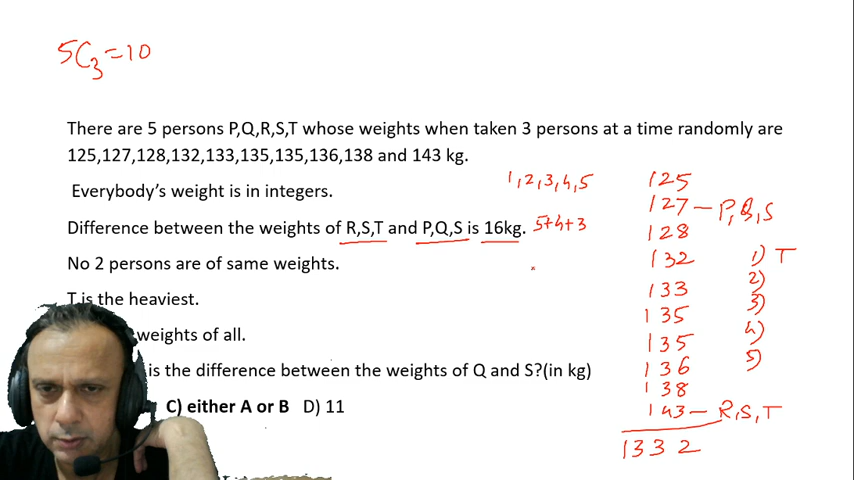 5C3=10
There are 5 persons P,Q,R,S,T whose weights when taken 3 persons at a time randomly are
125,127,128,132,133,135,135,136,138 and 143 kg.
Everybody's weight is in integers.
Difference between the weights of R,S,T and P,Q,S is 16kg.
No 2 persons are of same weights.
T is the heaviest.
weights of all.
is the difference between the weights of Q and S?(in kg)
C) either A or B D) 11
1,2,3,4,5
5+4+3
125
127 — P,Q,S
128
132
133
135
135
136
138
143 — R,S,T
1332
1) T
2)
3)
4)
5)